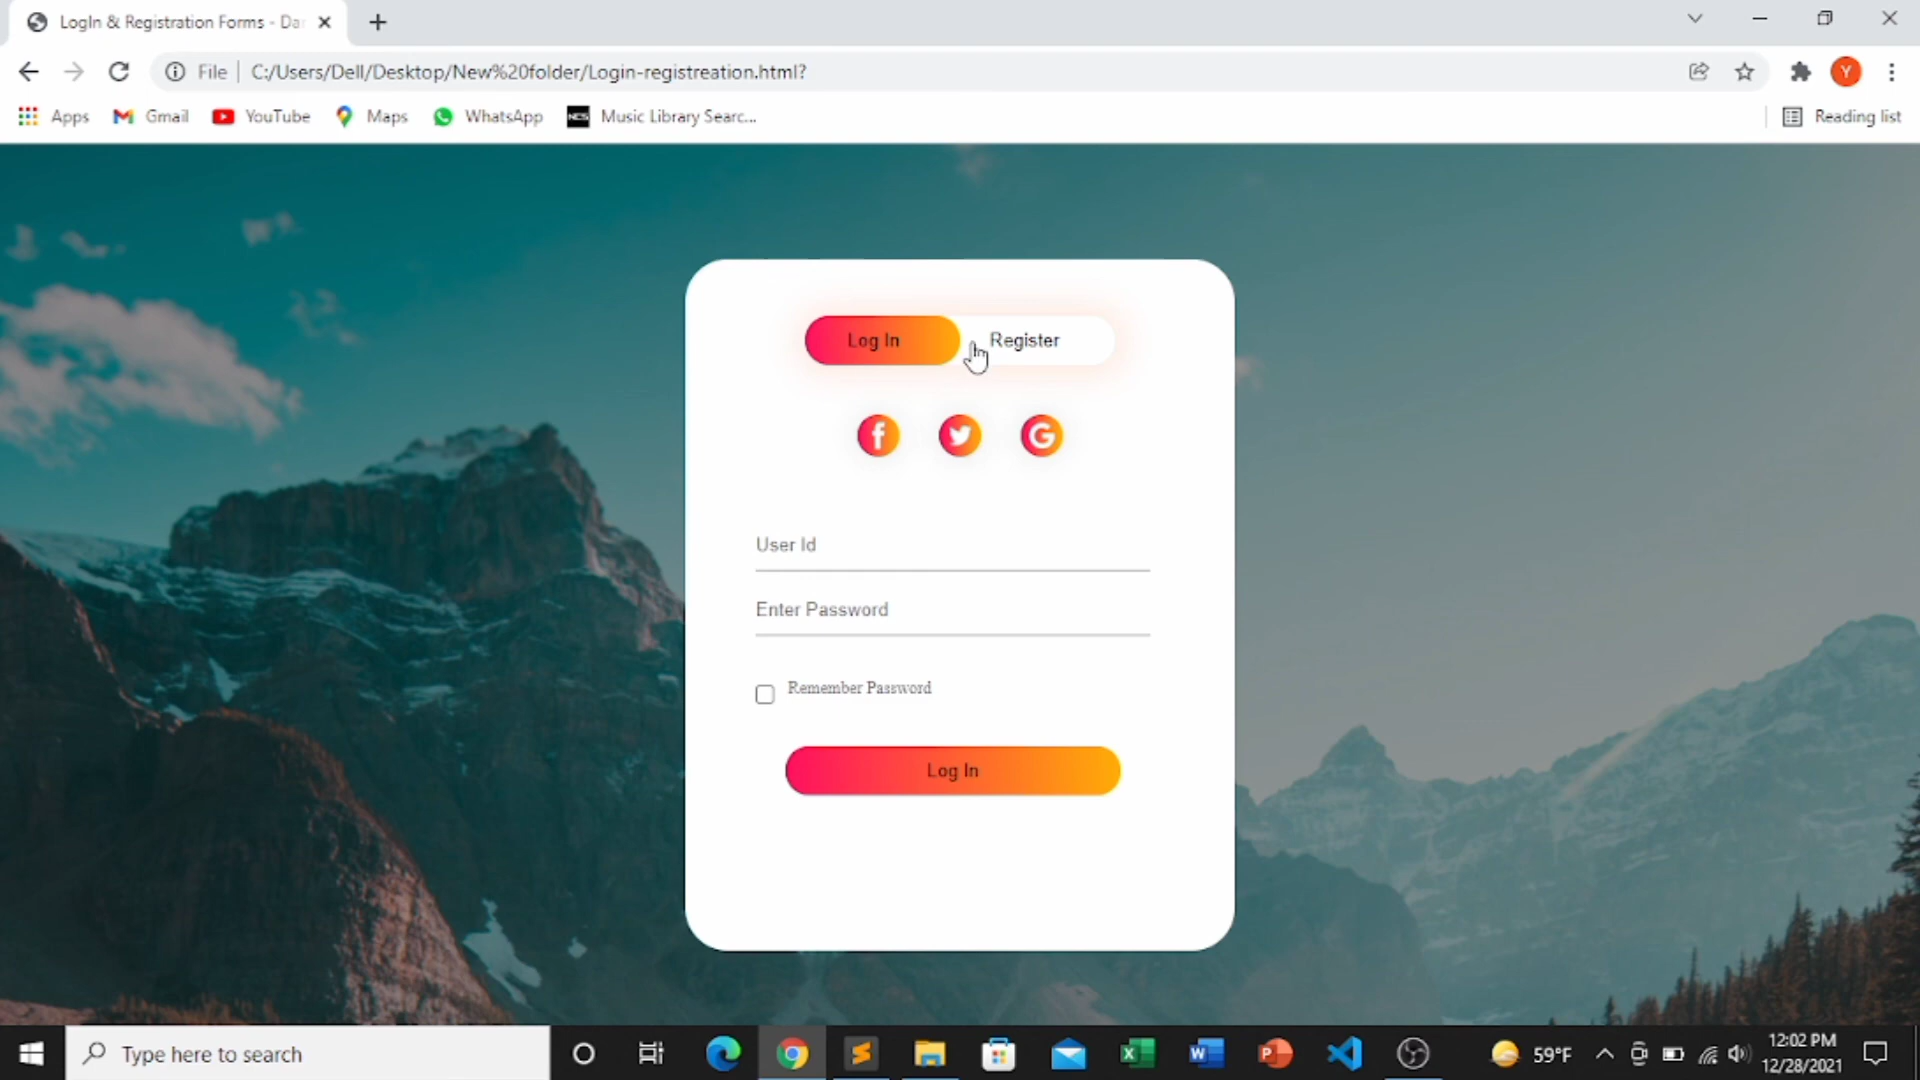 LogIn & Registration Forms - Da
File
C:/Users/Dell/Desktop/New%20folder/Login-registreation.html?
Y
Apps
Gmail
YouTube
Maps
WhatsApp
NCS
Music Library Searc...
Reading list
Log In
Register
User Id
Enter Password
Remember Password
Log In
Type here to search
59°F
12:02 PM
12/28/2021